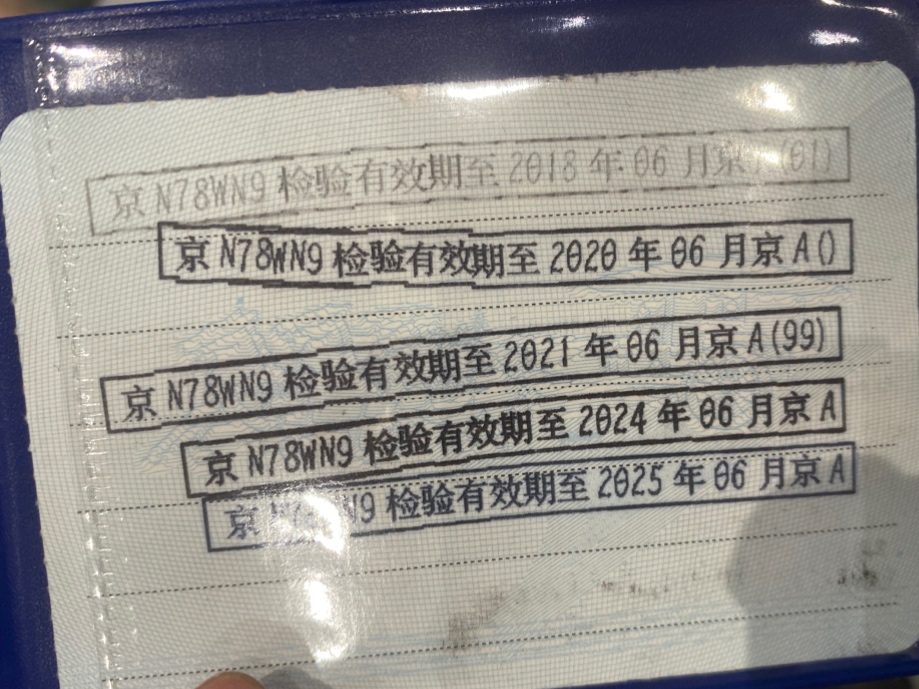 京 N78WN9 检验有效期至 2018 年 06 月京 (01)
京 N78WN9 检验有效期至 2020 年 06 月京 A()
京 N78WN9 检验有效期至 2021 年 06 月京 A(99)
京 N78WN9 检验有效期至 2024 年 06 月京 A
京 N9 检验有效期至 2025 年 06 月京 A